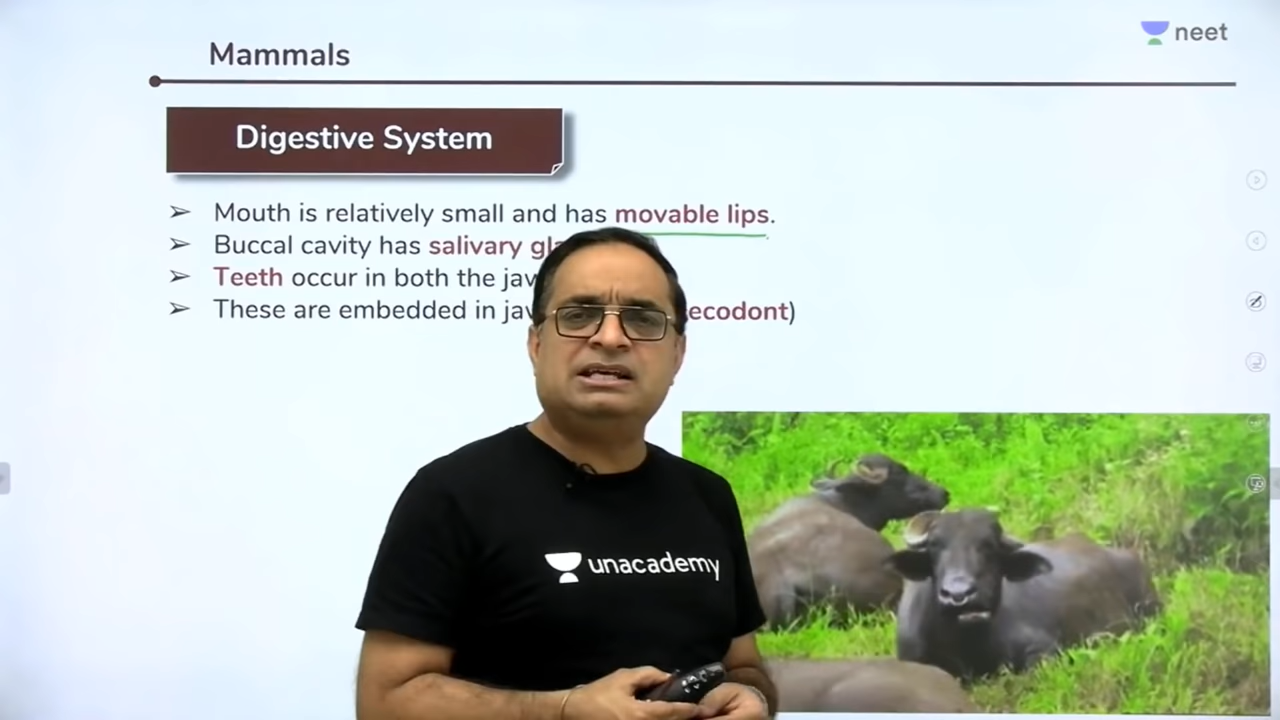 neet
Mammals
Digestive System
➢ Mouth is relatively small and has movable lips.
➢ Buccal cavity has salivary
➢ Teeth occur in both the
➢ These are embedded in
unacademy